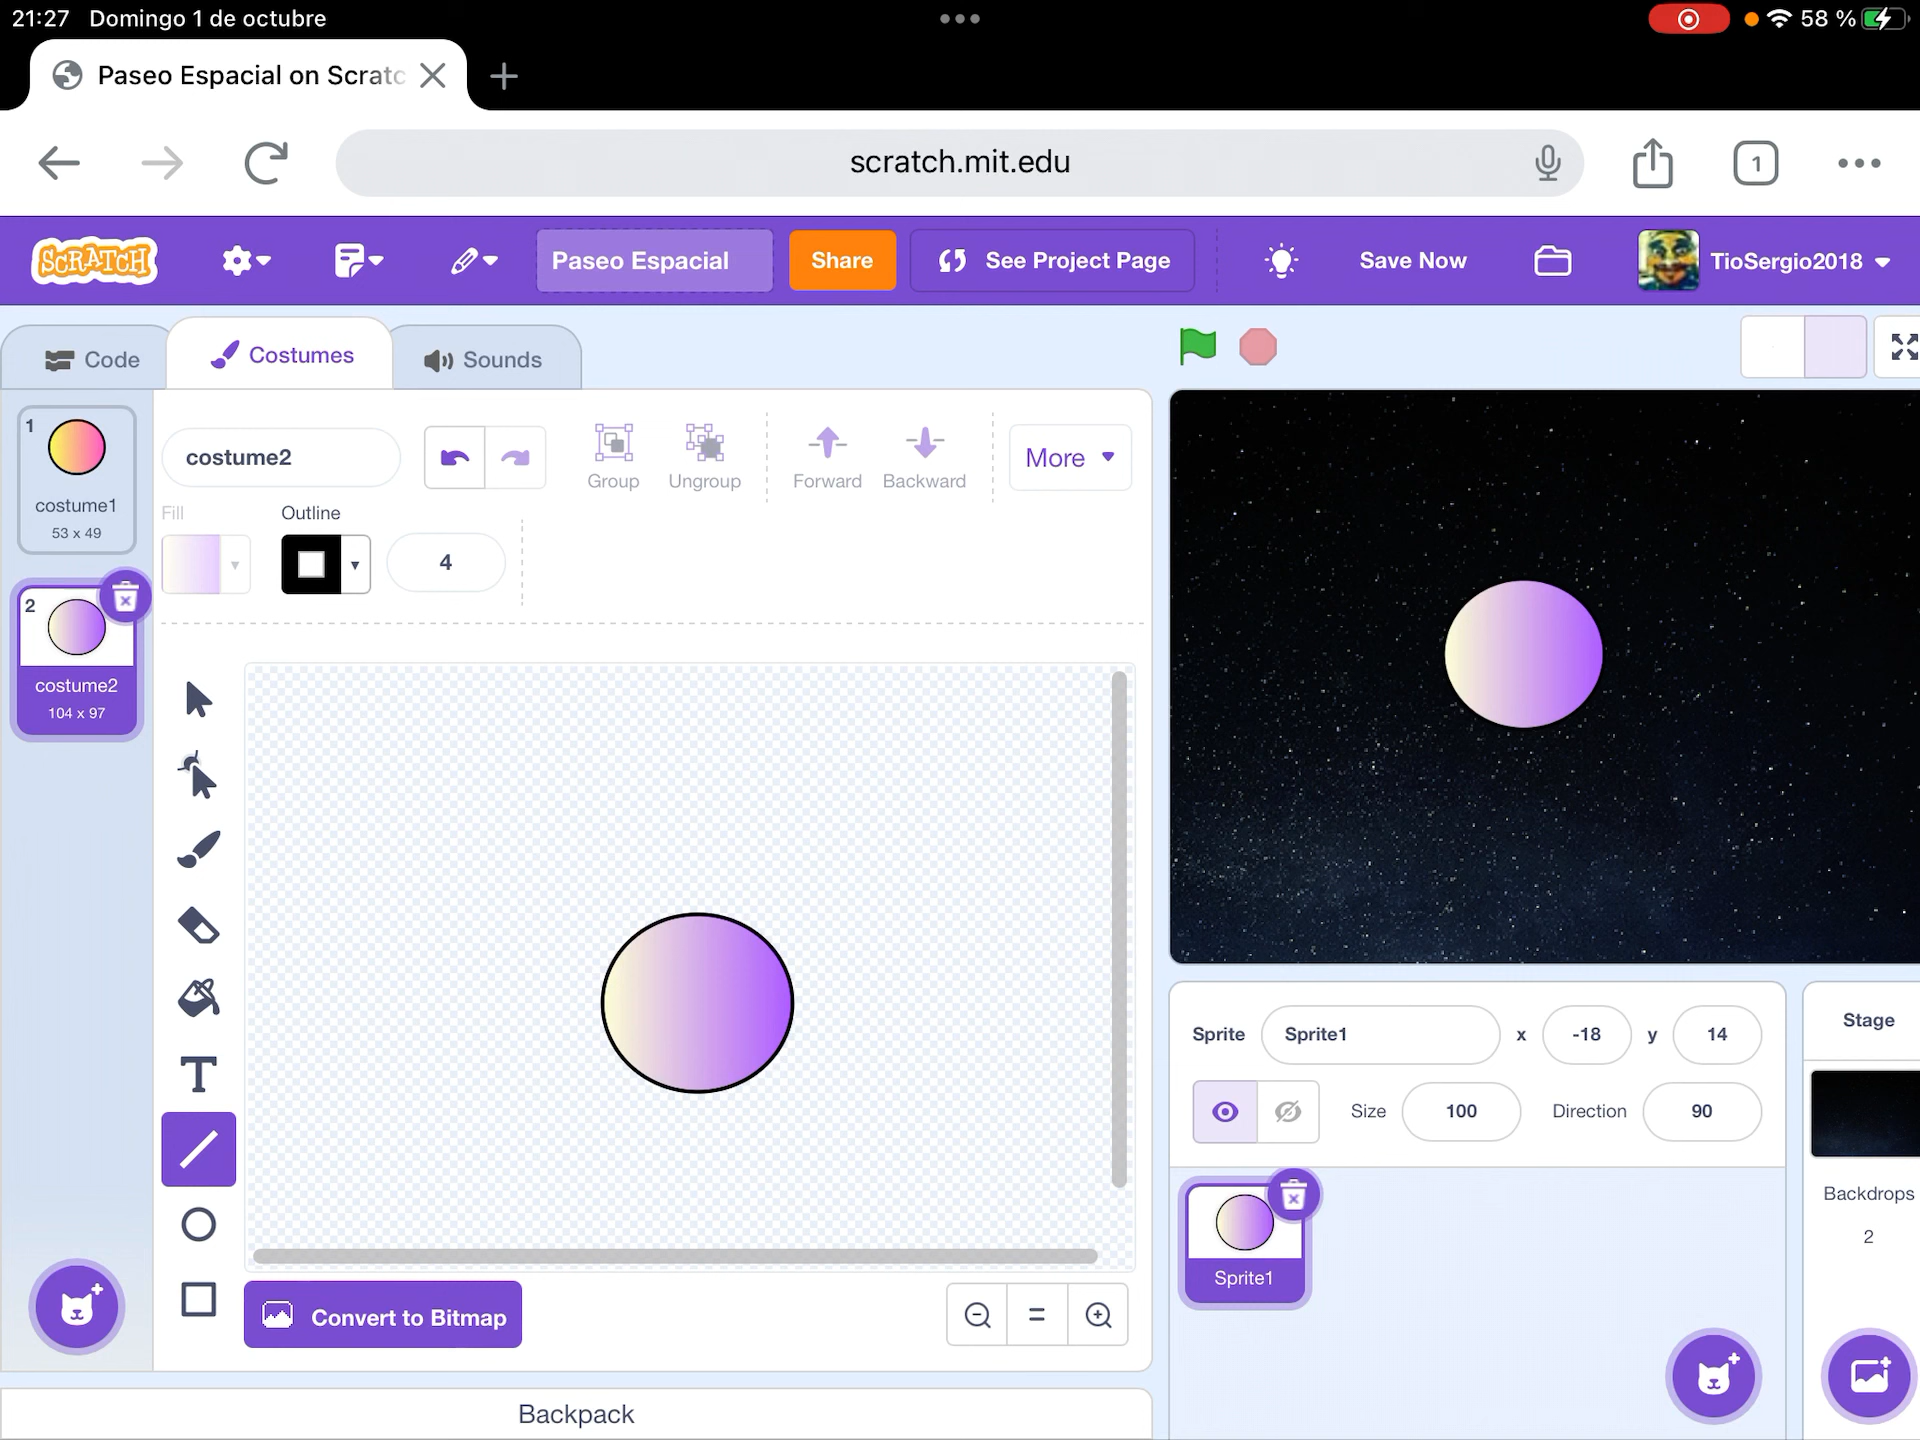 21:27 Domingo 1 de octubre
58 %
Paseo Espacial on Scratc
scratch.mit.edu
1
SCRATCH
Paseo Espacial
Share
See Project Page
Save Now
TioSergio2018
Code
Costumes
Sounds
1
costume1
53 x 49
2
costume2
104 x 97
costume2
Group
Ungroup
Forward
Backward
More
Fill
Outline
4
T
Convert to Bitmap
=
Backpack
Sprite
Sprite1
x
-18
y
14
Size
100
Direction
90
Sprite1
Stage
Backdrops
2